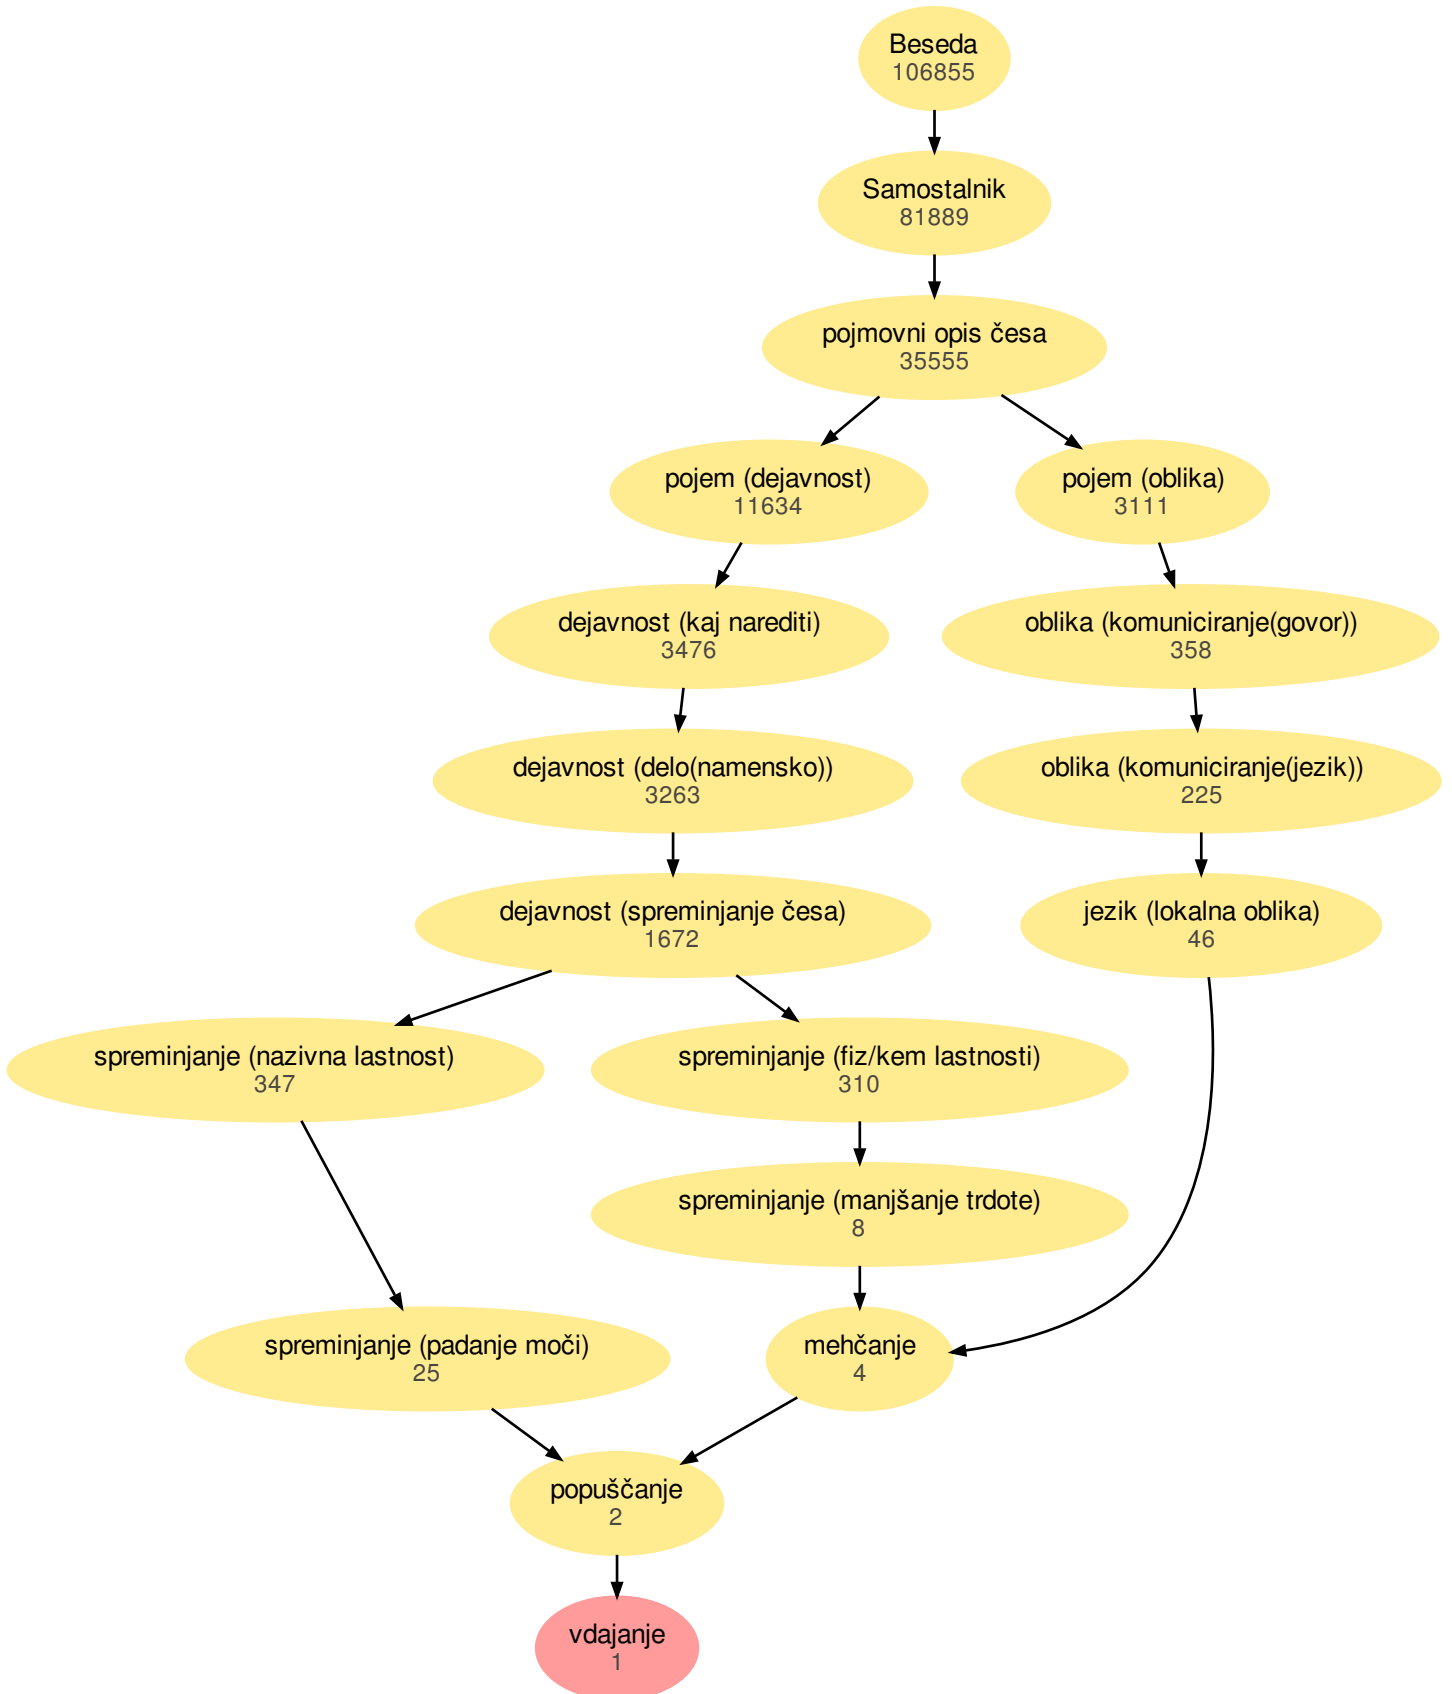 Beseda
106855
Samostalnik
81889
pojmovni opis česa
35555
pojem (dejavnost)
11634
pojem (oblika)
3111
dejavnost (kaj narediti)
3476
oblika (komuniciranje(govor))
358
dejavnost (delo(namensko))
3263
oblika (komuniciranje(jezik))
225
dejavnost (spreminjanje česa)
1672
jezik (lokalna oblika)
46
spreminjanje (nazivna lastnost)
347
spreminjanje (fiz/kem lastnosti)
310
spreminjanje (manjšanje trdote)
8
spreminjanje (padanje moči)
25
mehčanje
4
popuščanje
2
vdajanje
1